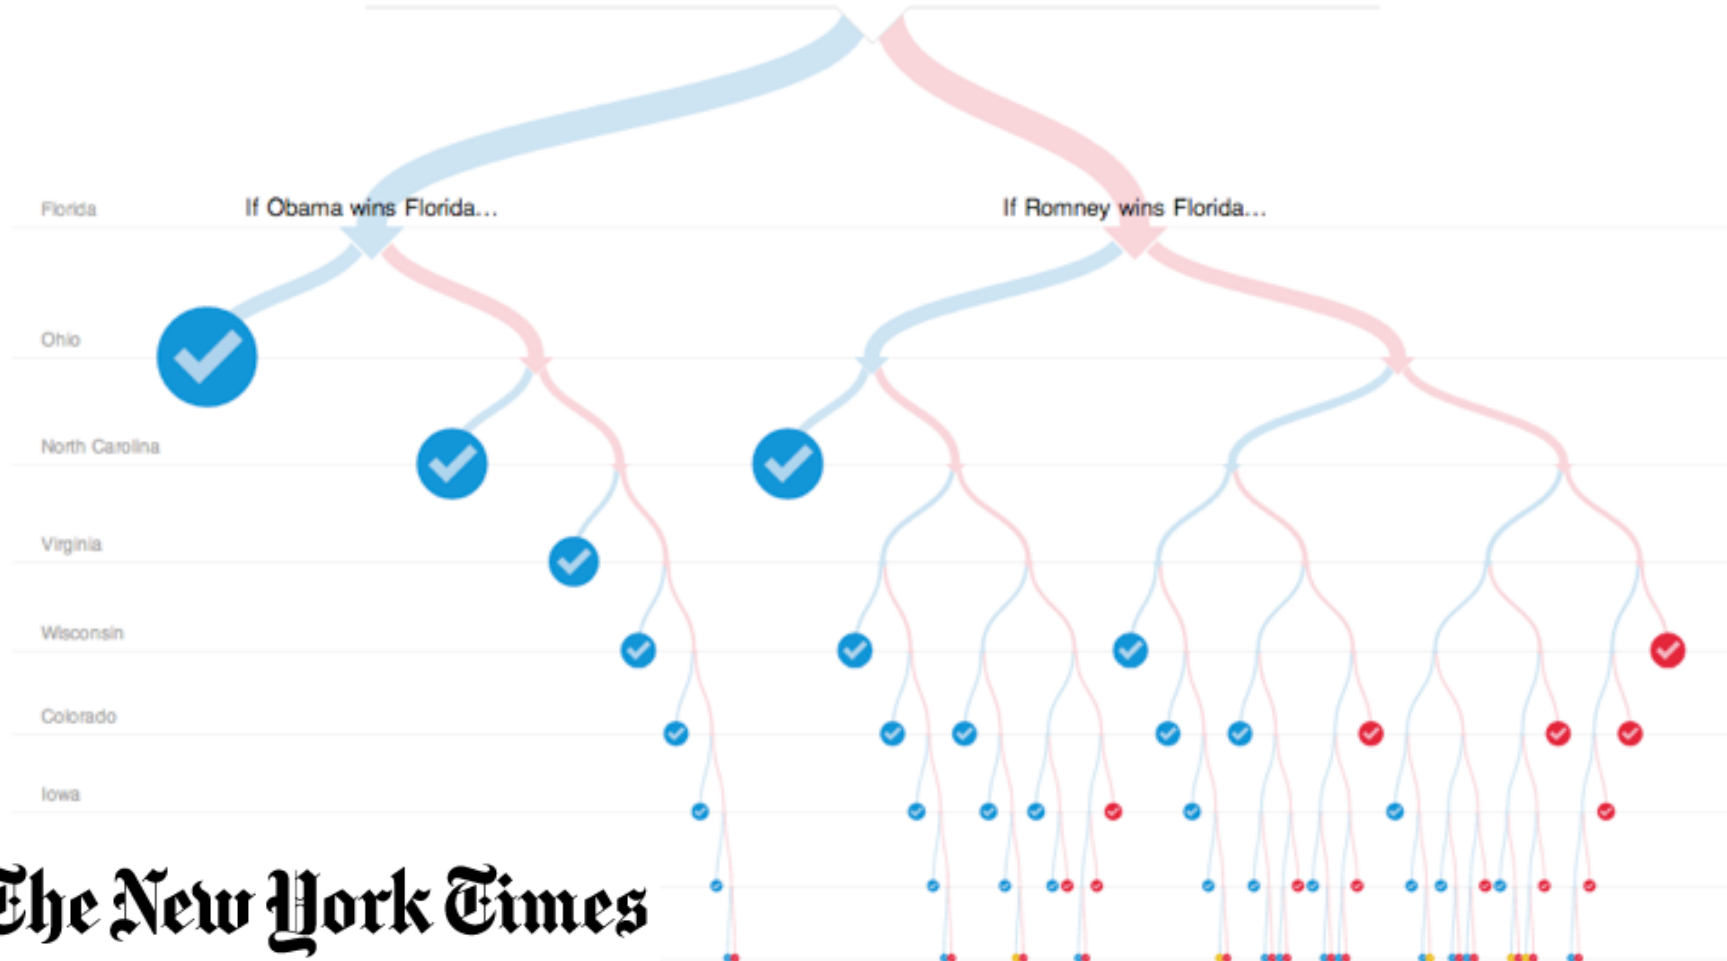 Florida
If Obama wins Florida...
If Romney wins Florida...
Ohio
North Carolina
Virginia
Wisconsin
Colorado
Iowa
The New York Times